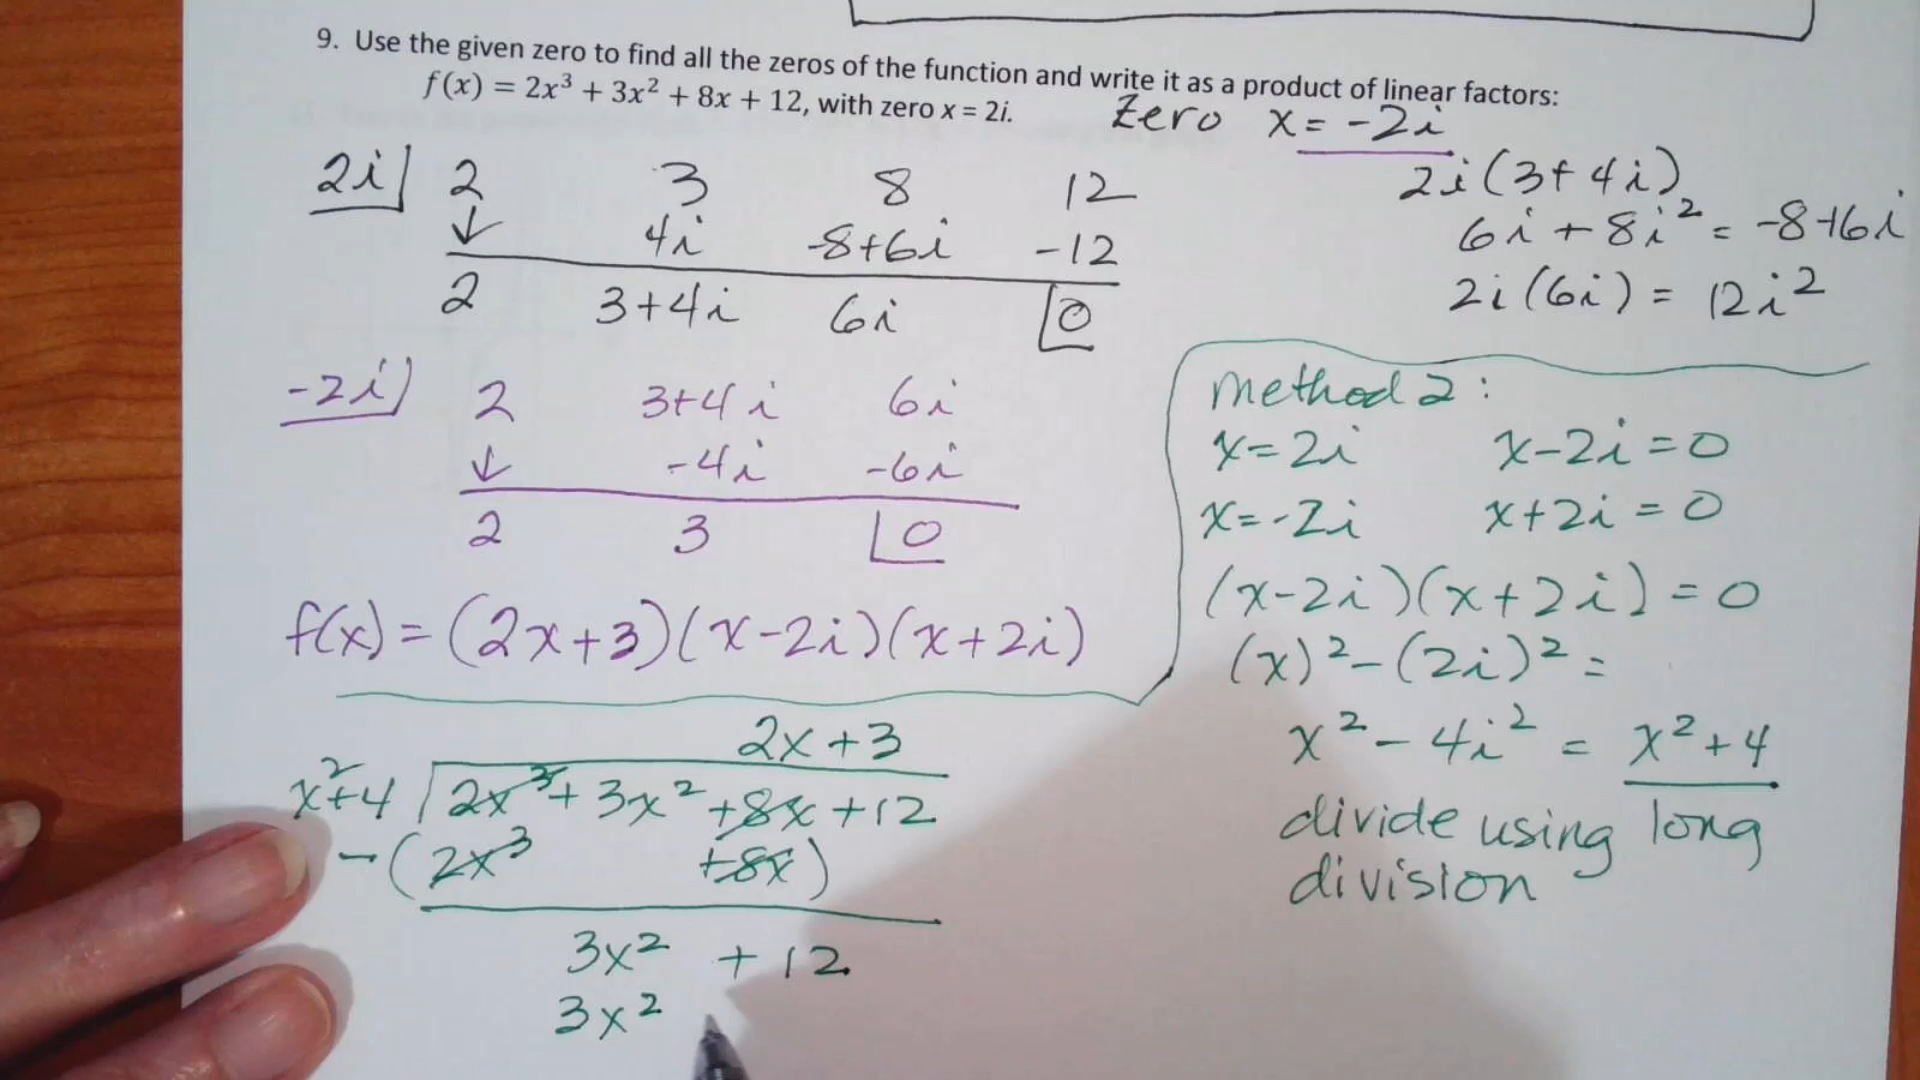 9. Use the given zero to find all the zeros of the function and write it as a product of linear factors:
f(x) = 2x³ + 3x² + 8x + 12, with zero x = 2i.
Zero x = -2i
2i(3+4i)
6i + 8i² = -8+6i
2i(6i) = 12i²
2i 2 3 8 12
↓ 4i -8+6i -12
2 3+4i 6i 0
-2i 2 3+4i 6i
↓ -4i -6i
2 3 0
f(x) = (2x+3)(x-2i)(x+2i)
method 2:
x=2i x-2i=0
x=-2i x+2i=0
(x-2i)(x+2i)=0
(x)²-(2i)²=
x²-4i² = x²+4
divide using long
division
2x+3
x²+4 2x³+3x²+8x+12
-(2x³ +8x)
3x² +12
3x²